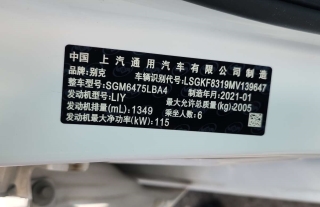 中国 上汽通用汽车有限公司 制造
品牌：别克 车辆识别代号：LSGKF8319MV139647
整车型号：SGM6475LBA4 制造年月：2021-01
发动机型号：LIY 最大允许总质量(kg)：2005
发动机排量(mL)：1349 乘坐人数：6
发动机最大净功率(kW)：115